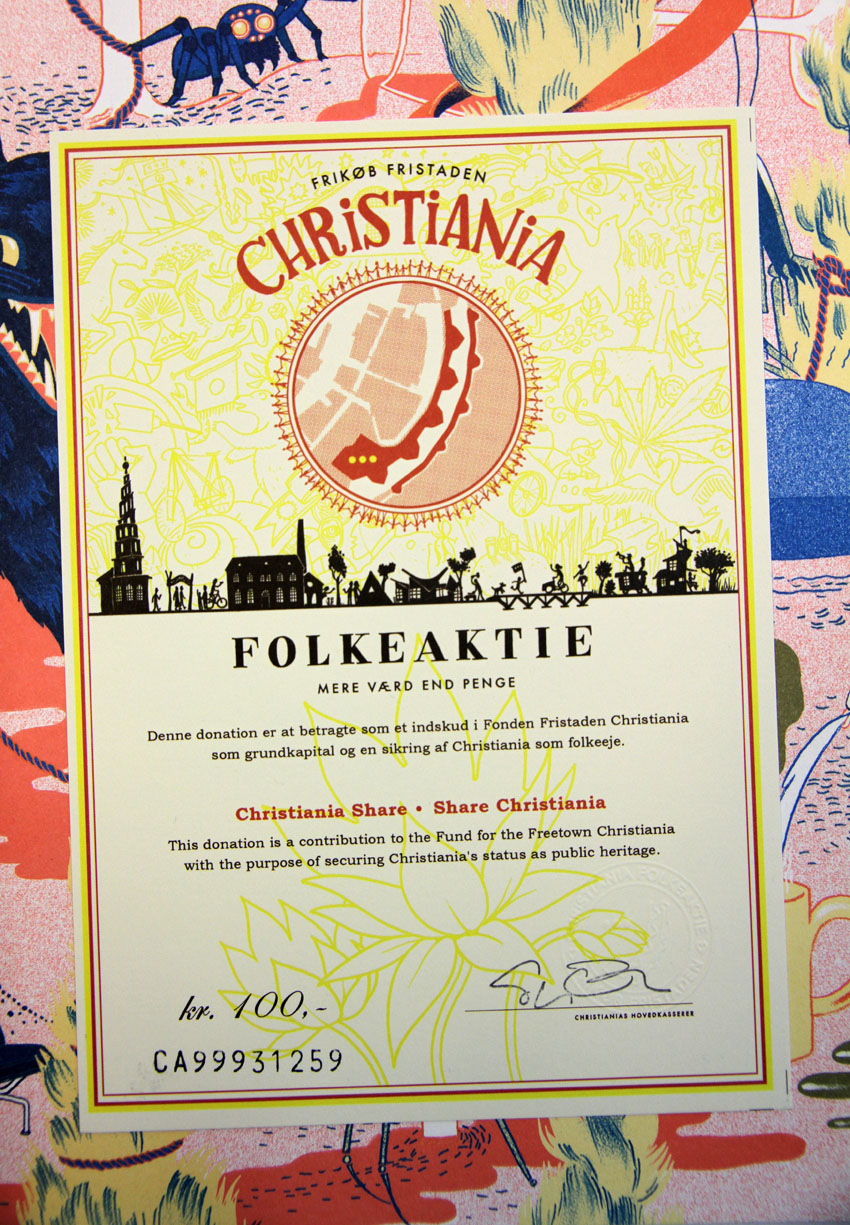 FRIKØB FRISTADEN
CHRiSTiANiA
FOLKEAKTIE
MERE VÆRD END PENGE
Denne donation er at betragte som et indskud i Fonden Fristaden Christiania
som grundkapital og en sikring af Christiania som folkeeje.
Christiania Share • Share Christiania
This donation is a contribution to the Fund for the Freetown Christiania
with the purpose of securing Christiania's status as public heritage.
kr. 100,-
CHRISTIANIAS HOVEDKASSERER
CA99931259